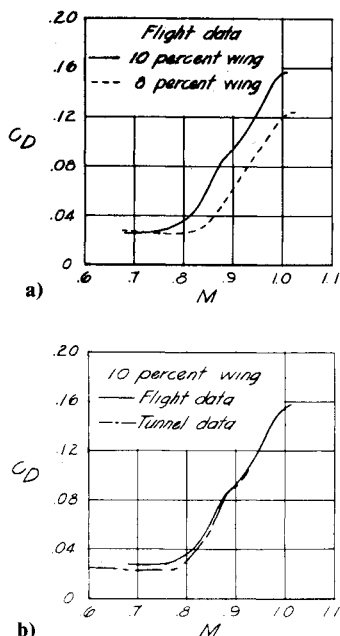 .20
Flight data
10 percent wing
8 percent wing
.16
.12
CD
.08
.04
0
.6 .7 .8 .9 1.0 1.1
M
a)
.20
10 percent wing
Flight data
Tunnel data
.16
.12
CD
.08
.04
0
.6 .7 .8 .9 1.0 1.1
M
b)